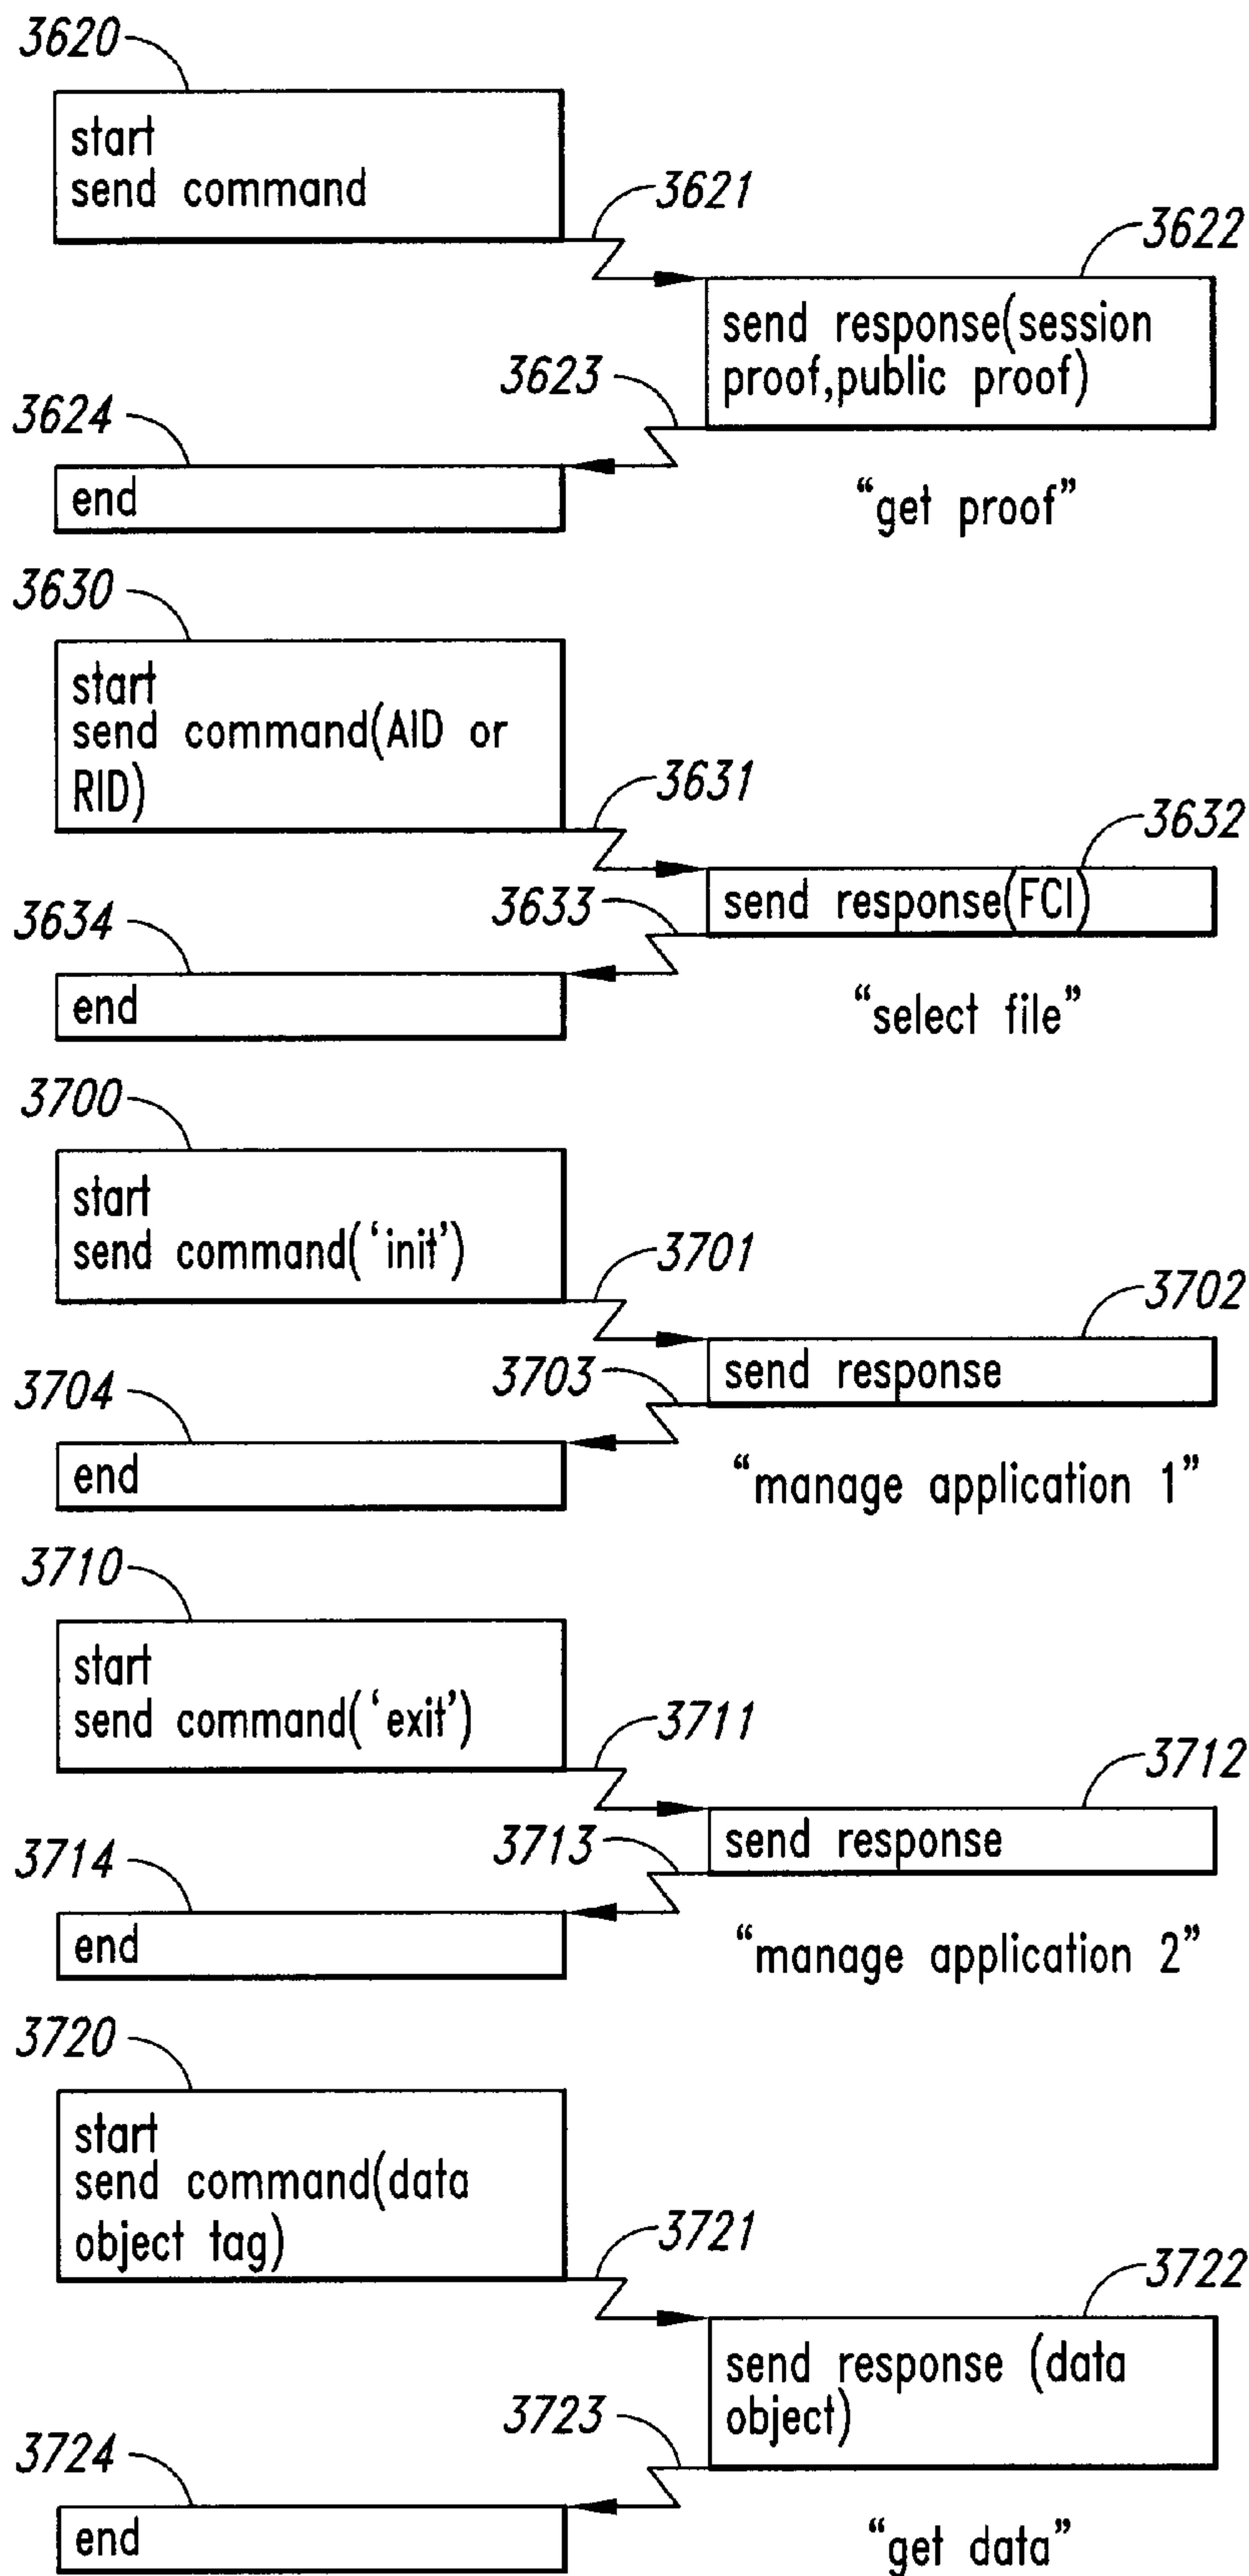 3620
start
send command
3621
3622
send response(session
proof,public proof)
3623
3624
end
“get proof”
3630
start
send command(AID or
RID)
3631
3632
send response(FCI)
3633
3634
end
“select file”
3700
start
send command(‘init’)
3701
3702
send response
3703
3704
end
“manage application 1”
3710
start
send command(‘exit’)
3711
3712
send response
3713
3714
end
“manage application 2”
3720
start
send command(data
object tag)
3721
3722
send response (data
object)
3723
3724
end
“get data”